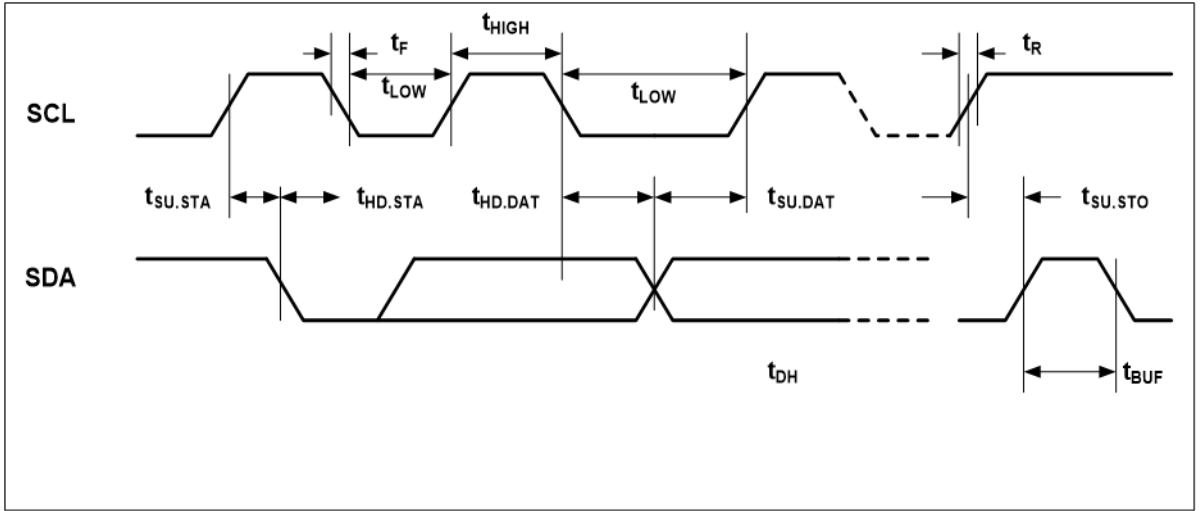 tHIGH
tF
tR
tLOW
tLOW
SCL
tSU.STA
tHD.STA
tHD.DAT
tSU.DAT
tSU.STO
SDA
tDH
tBUF